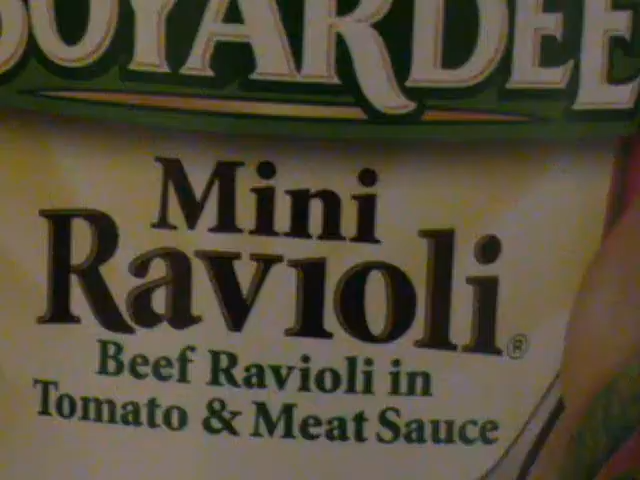 BOYARDEE
Mini
Ravioli®
Beef Ravioli in
Tomato & Meat Sauce